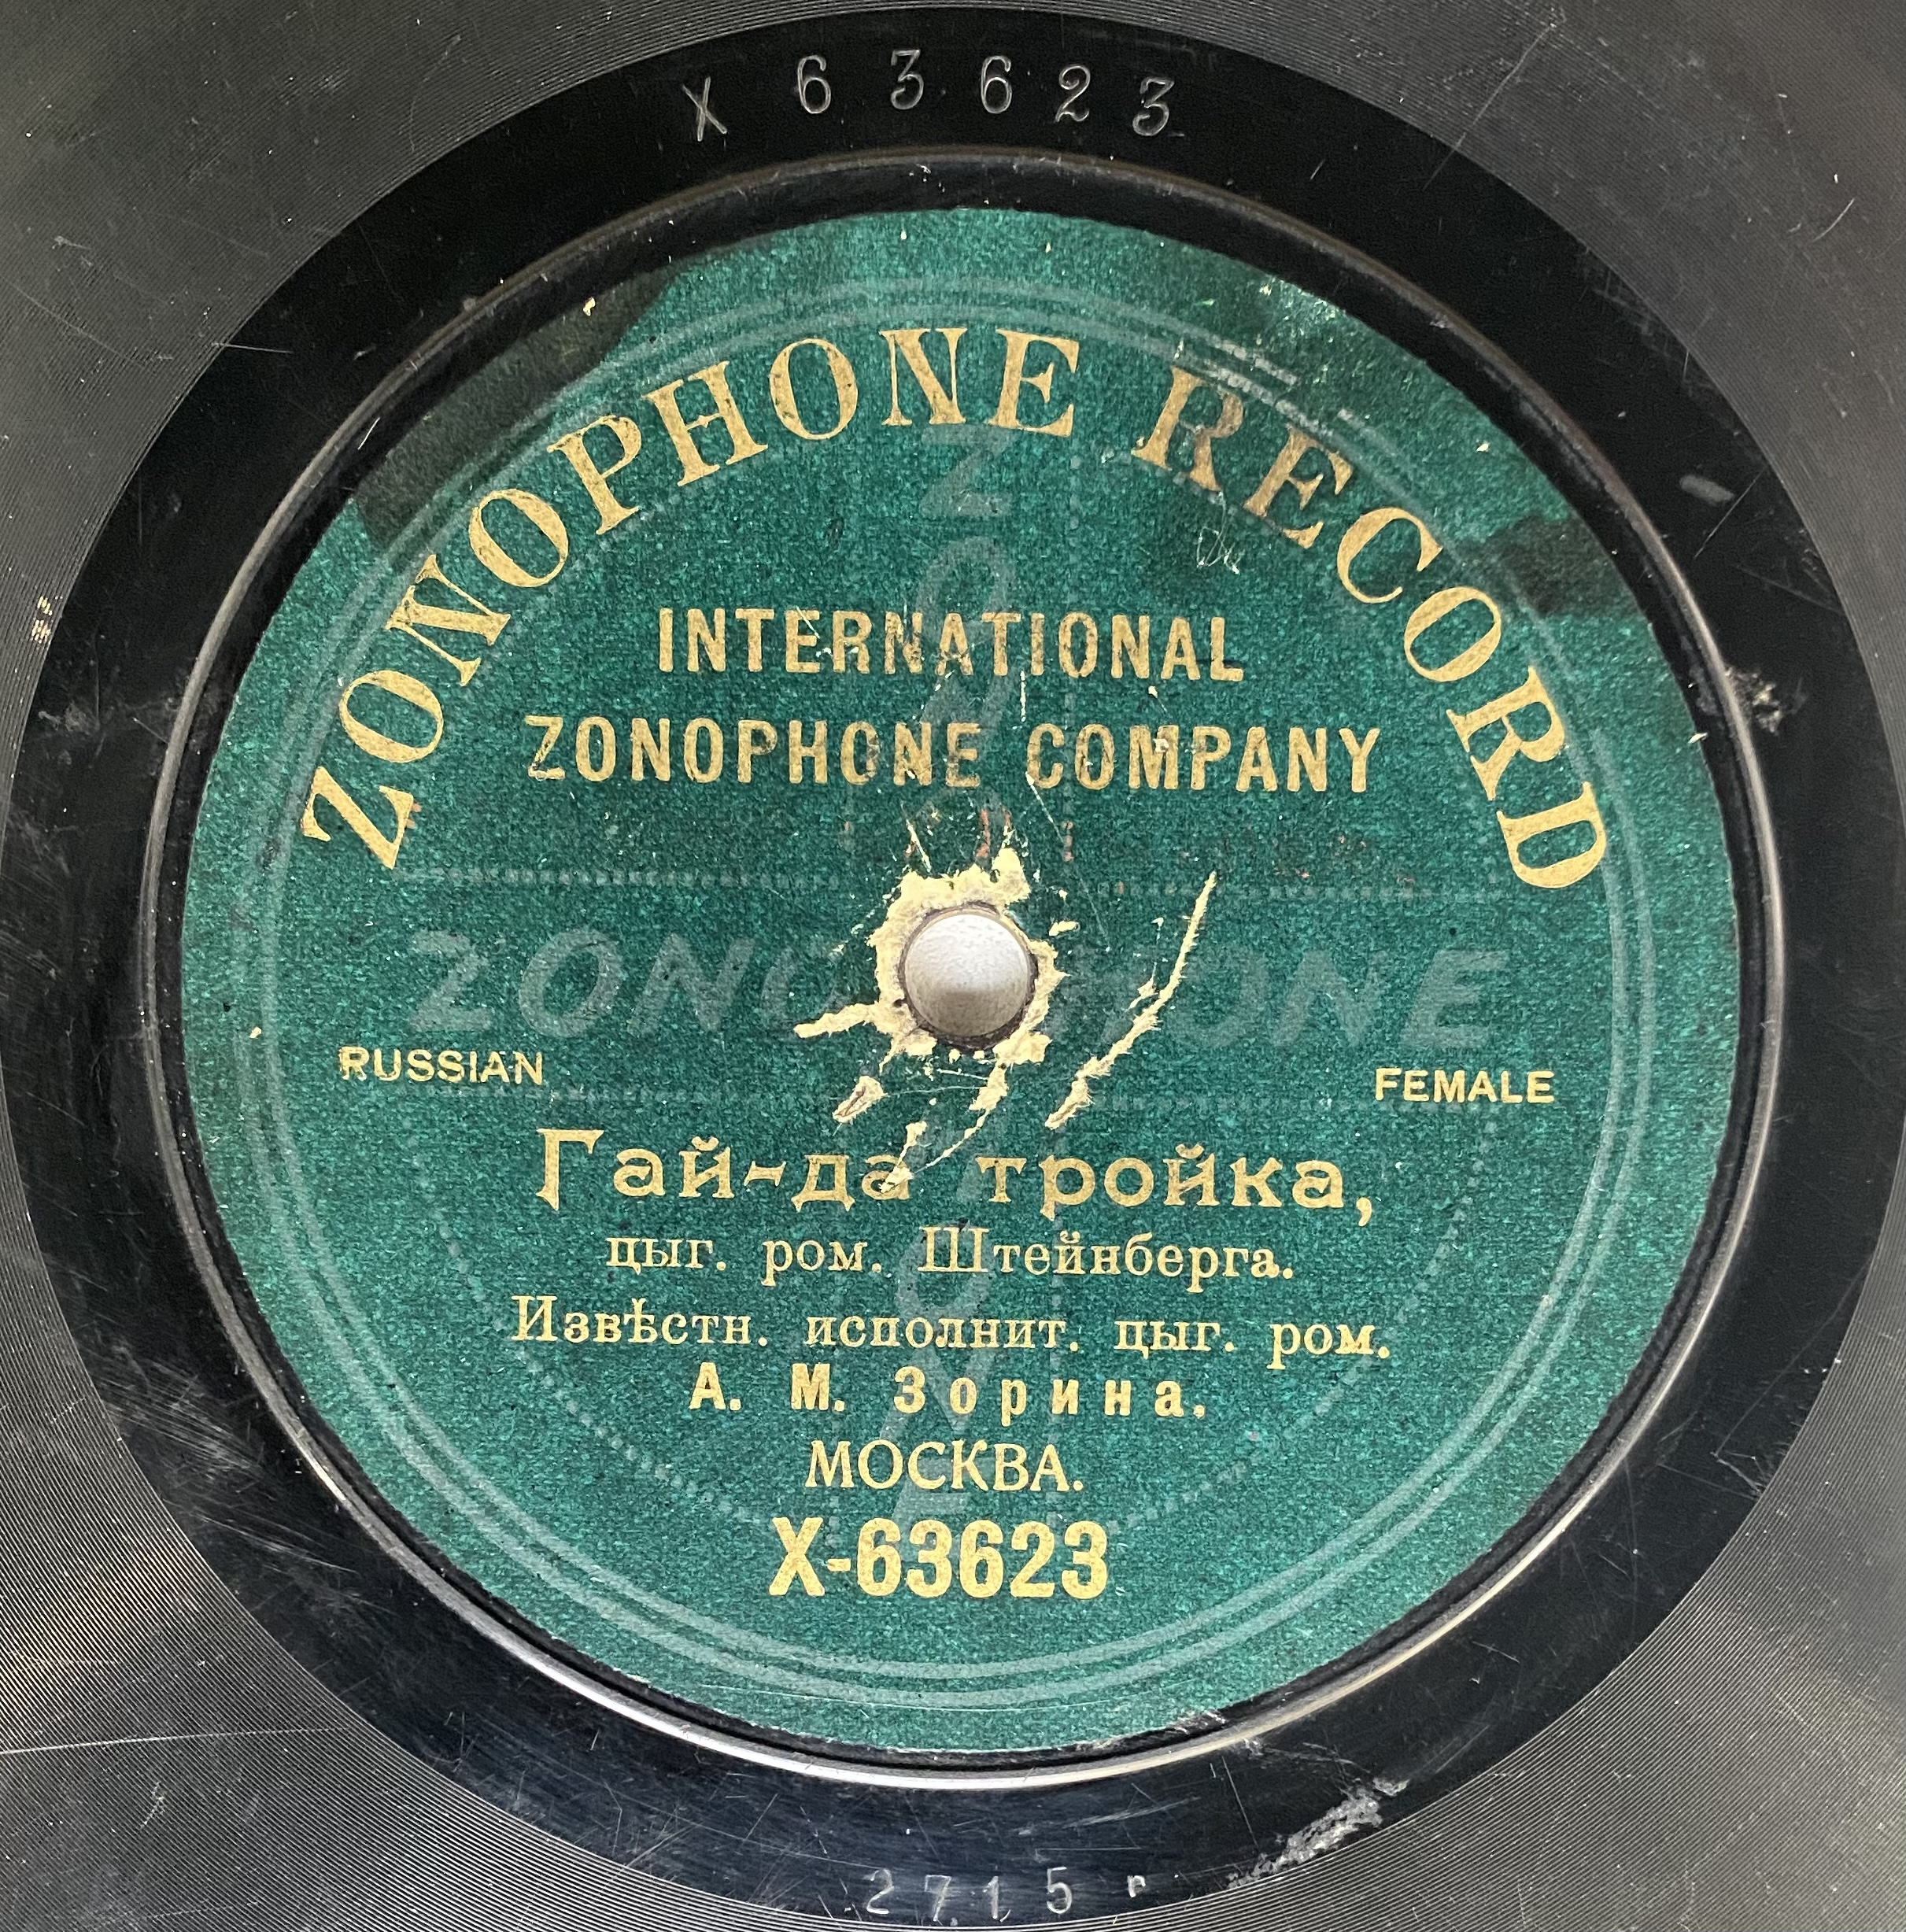 X 63623
ZONOPHONE RECORD
INTERNATIONAL
ZONOPHONE COMPANY
ZONOPHONE
RUSSIAN FEMALE
Гай-да тройка,
цыг. ром. Штейнберга.
Извѣстн. исполнит. цыг. ром.
А. М. Зорина.
МОСКВА.
X-63623
2715 r